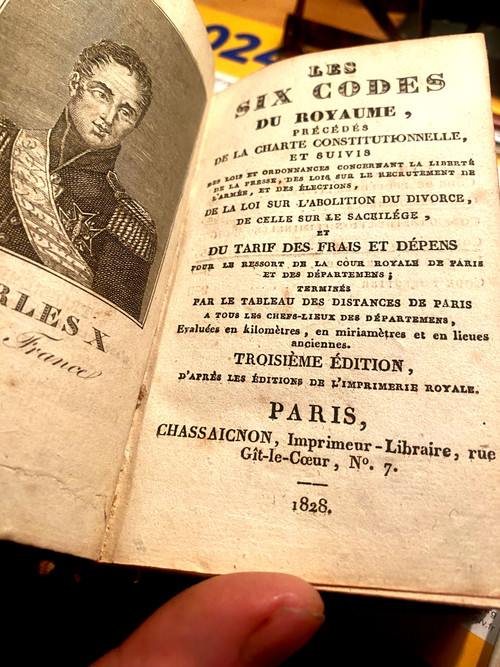 024
RLES X
France
LES
SIX CODES
DU ROYAUME,
PRÉCÉDÉS
DE LA CHARTE CONSTITUTIONNELLE,
ET SUIVIS
DES LOIS ET ORDONNANCES CONCERNANT LA LIBERTÉ
DE LA PRESSE, DES LOIS SUR LE RECRUTEMENT DE
L'ARMÉE, ET DES ÉLECTIONS,
DE LA LOI SUR L'ABOLITION DU DIVORCE,
DE CELLE SUR LE SACRILÉGE,
ET
DU TARIF DES FRAIS ET DÉPENS
POUR LE RESSORT DE LA COUR ROYALE DE PARIS
ET DES DÉPARTEMENS;
TERMINÉS
PAR LE TABLEAU DES DISTANCES DE PARIS
A TOUS LES CHEFS-LIEUX DES DÉPARTEMENS,
Evaluées en kilomètres, en miriamètres et en lieues
anciennes.
TROISIÈME ÉDITION,
D'APRÈS LES ÉDITIONS DE L'IMPRIMERIE ROYALE.
PARIS,
CHASSAIGNON, Imprimeur-Libraire, rue
Gît-le-Cœur, N°. 7.
1828.